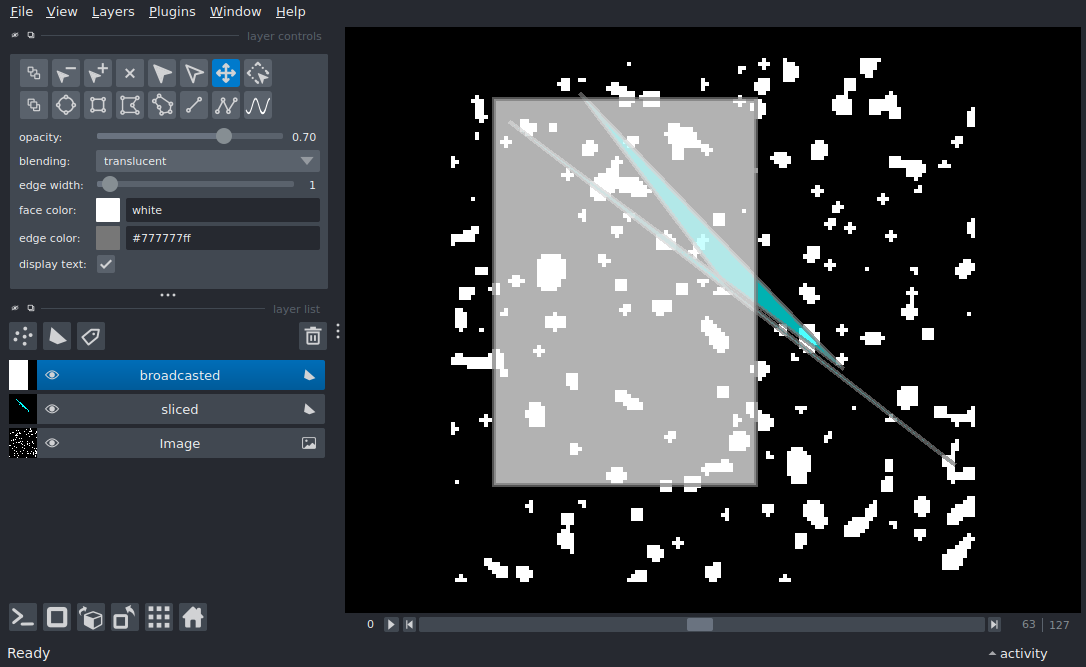 File View Layers Plugins Window Help
layer controls
opacity: 0.70
blending: translucent
edge width: 1
face color: white
edge color: #777777ff
display text:
layer list
broadcasted
sliced
Image
0 63 127
Ready activity